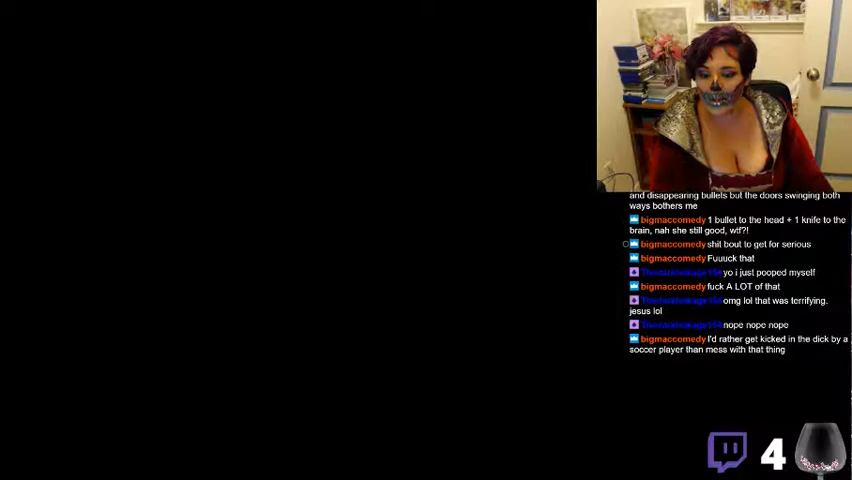 and disappearing bullets but the doors swinging both
ways bothers me
bigmaccomedy 1 bullet to the head + 1 knife to the
brain, nah she still good, wtf?!
bigmaccomedy shit bout to get for serious
bigmaccomedy Fuuuck that
yo i just pooped myself
bigmaccomedy fuck A LOT of that
omg lol that was terrifying.
jesus lol
nope nope nope
bigmaccomedy I'd rather get kicked in the dick by a
soccer player than mess with that thing
4